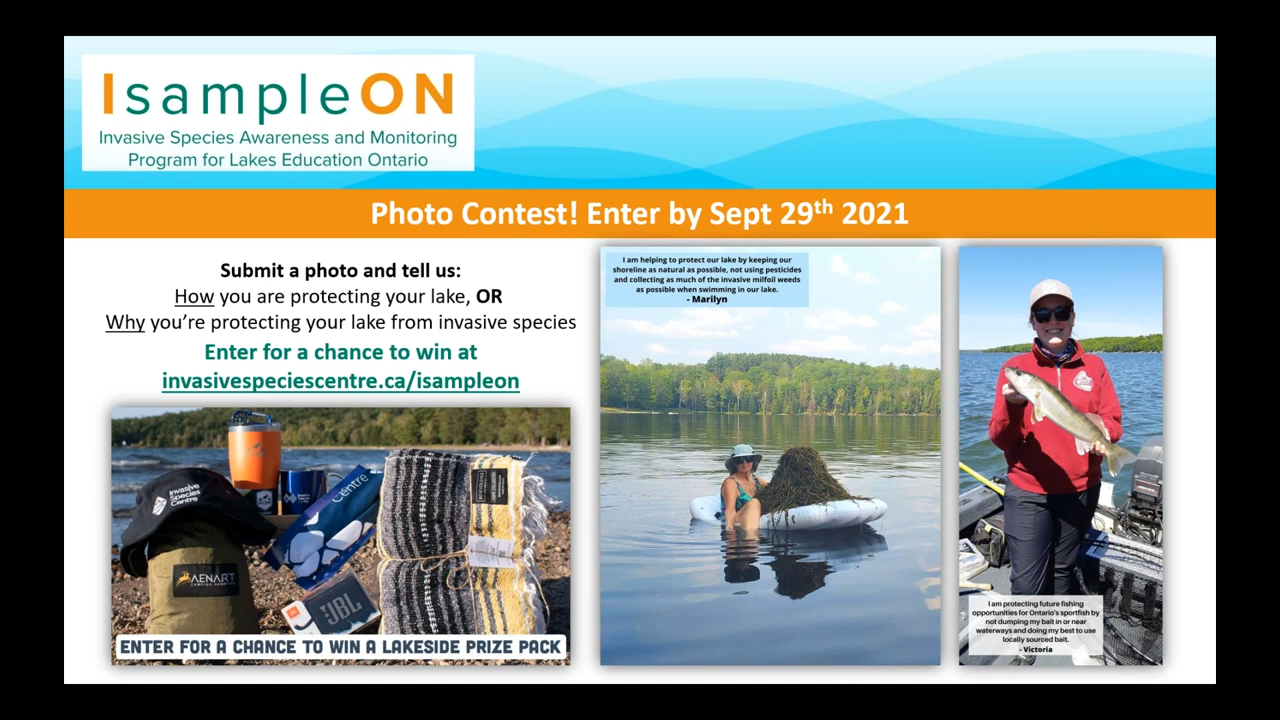 IsampleON
Invasive Species Awareness and Monitoring
Program for Lakes Education Ontario
Photo Contest! Enter by Sept 29th 2021
Submit a photo and tell us:
How you are protecting your lake, OR
Why you're protecting your lake from invasive species
Enter for a chance to win at
invasivespeciescentre.ca/isampleon
Invasive
Species
Centre
Centre
AENART
JBL
ENTER FOR A CHANCE TO WIN A LAKESIDE PRIZE PACK
I am helping to protect our lake by keeping our
shoreline as natural as possible, not using pesticides
and collecting as much of the invasive milfoil weeds
as possible when swimming in our lake.
- Marilyn
I am protecting future fishing
opportunities for Ontario's sportfish by
not dumping my bait in or near
waterways and doing my best to use
locally sourced bait.
- Victoria